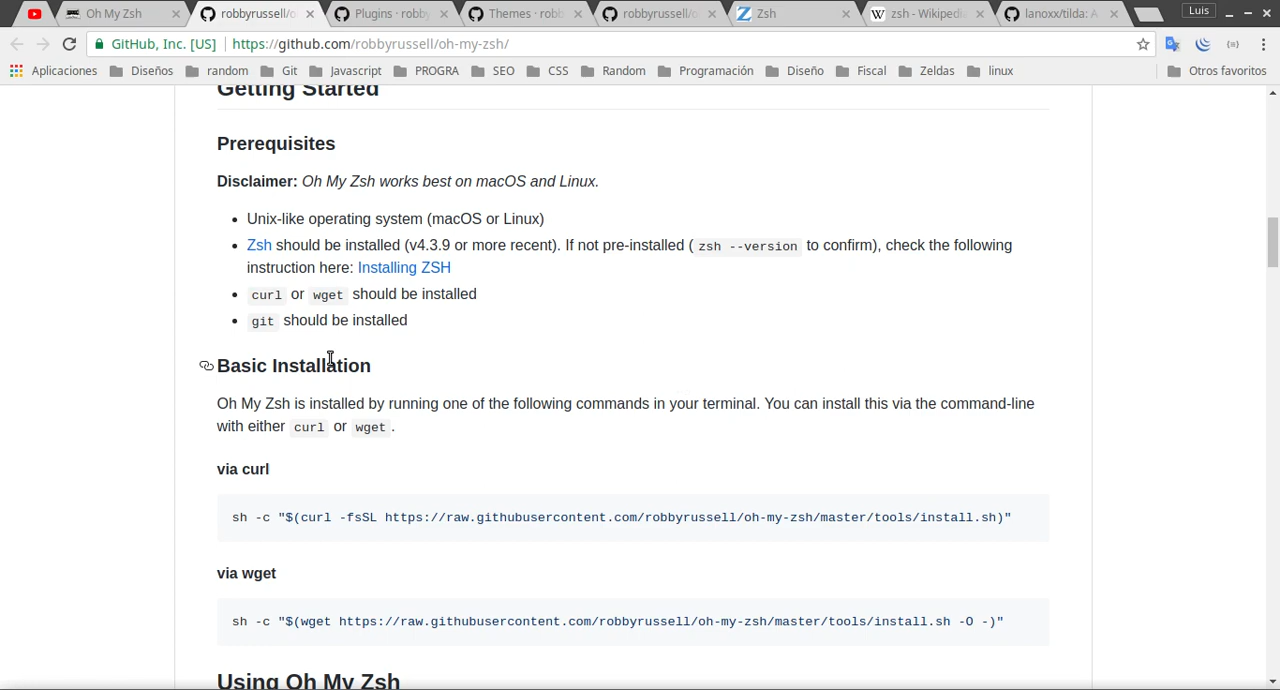 Oh My Zsh
robbyrussell/o
Plugins · robby
Themes · robb
robbyrussell/o
Zsh
zsh - Wikipedi
lanoxx/tilda: A
Luis
GitHub, Inc. [US]
https://github.com/robbyrussell/oh-my-zsh/
Aplicaciones
Diseños
random
Git
Javascript
PROGRA
SEO
CSS
Random
Programación
Diseño
Fiscal
Zeldas
linux
Otros favoritos
Getting Started
Prerequisites
Disclaimer: Oh My Zsh works best on macOS and Linux.
• Unix-like operating system (macOS or Linux)
• Zsh should be installed (v4.3.9 or more recent). If not pre-installed ( zsh --version to confirm), check the following
instruction here: Installing ZSH
• curl or wget should be installed
• git should be installed
Basic Installation
Oh My Zsh is installed by running one of the following commands in your terminal. You can install this via the command-line
with either curl or wget .
via curl
sh -c "$(curl -fsSL https://raw.githubusercontent.com/robbyrussell/oh-my-zsh/master/tools/install.sh)"
via wget
sh -c "$(wget https://raw.githubusercontent.com/robbyrussell/oh-my-zsh/master/tools/install.sh -O -)"
Using Oh My Zsh